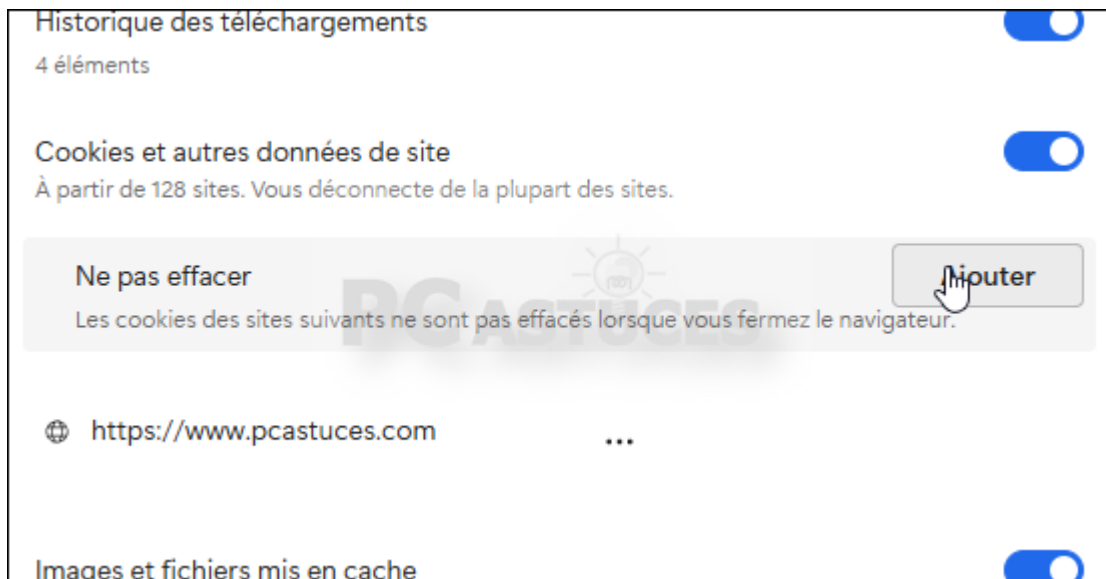 Historique des téléchargements
4 éléments
Cookies et autres données de site
À partir de 128 sites. Vous déconnecte de la plupart des sites.
Ne pas effacer
Ajouter
Les cookies des sites suivants ne sont pas effacés lorsque vous fermez le navigateur.
PC ASTUCES
https://www.pcastuces.com
...
Images et fichiers mis en cache